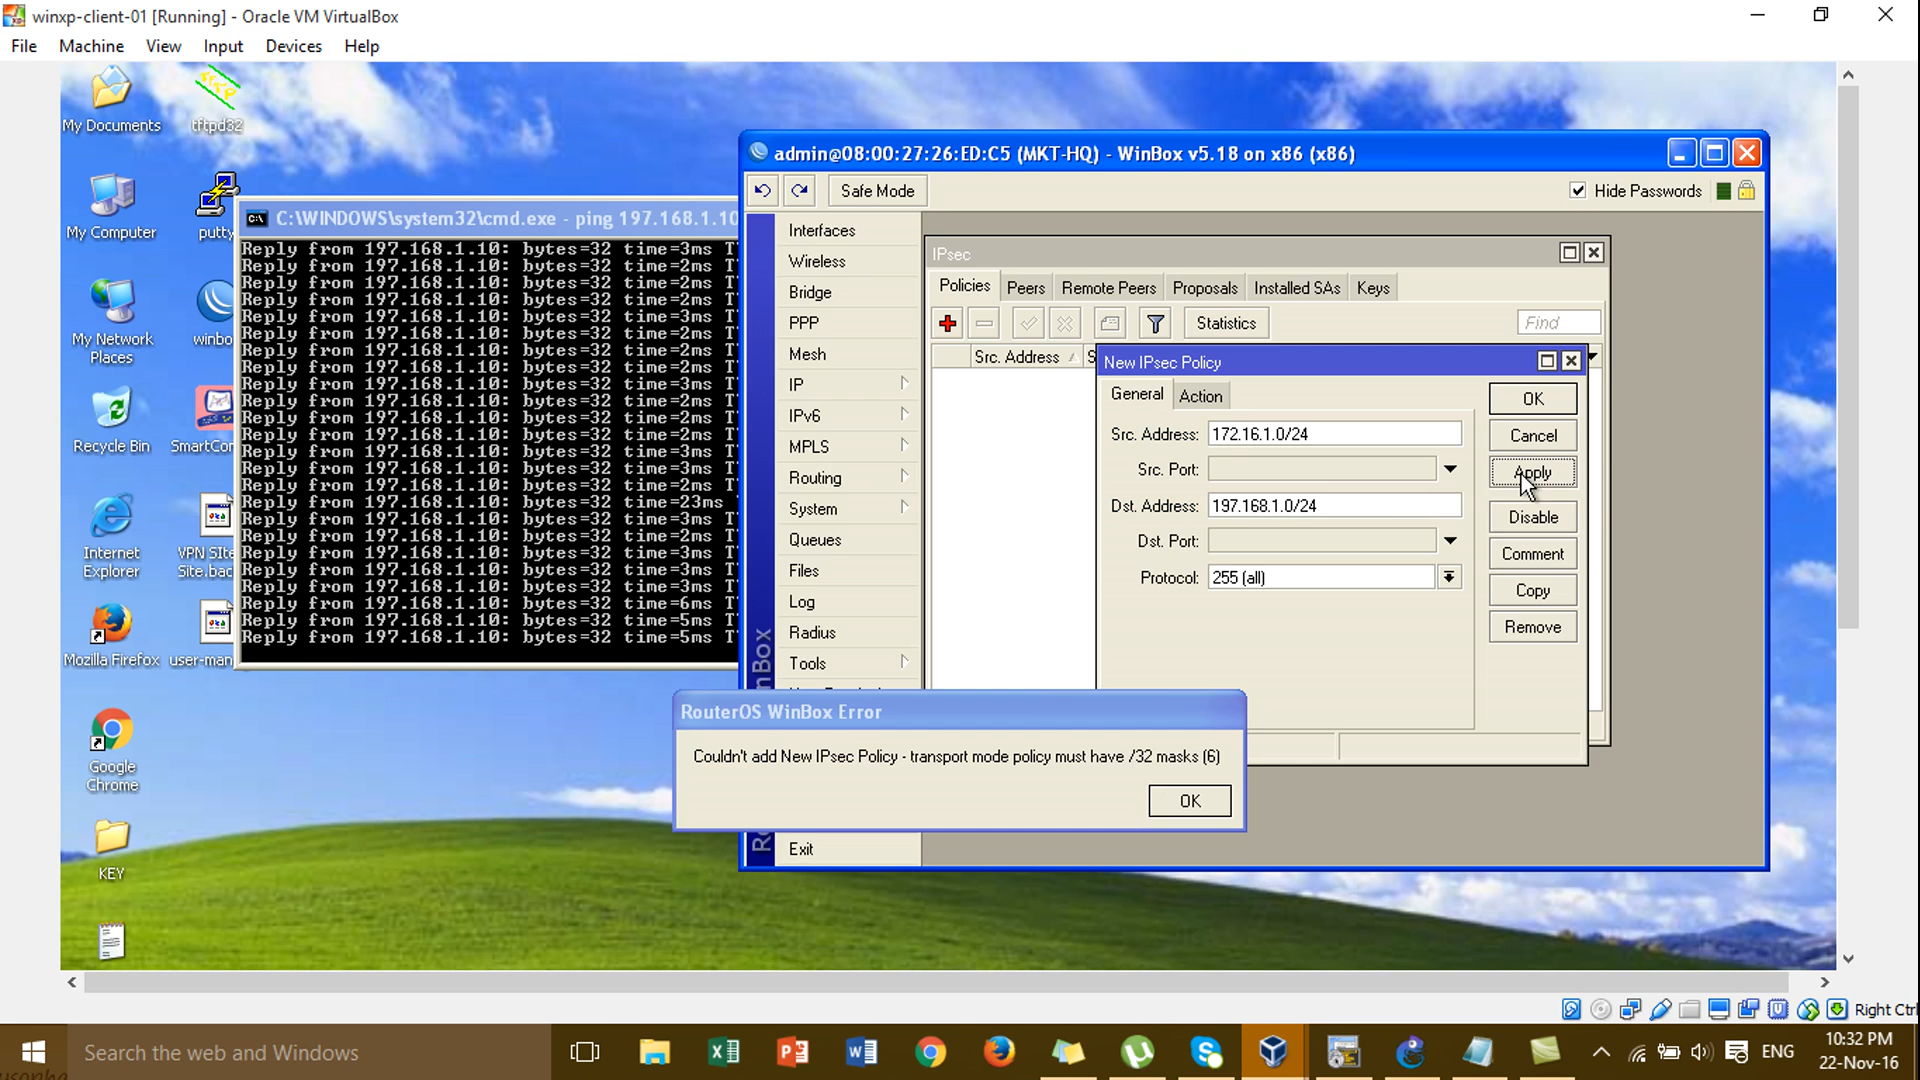 winxp-client-01 [Running] - Oracle VM VirtualBox
File Machine View Input Devices Help
My Documents
tftpd32
My Computer
putty
My Network Places
winbo
Recycle Bin
SmartCon
Internet Explorer
VPN SIte
Site.bac
Mozilla Firefox
user-man
Google Chrome
KEY
C:\WINDOWS\system32\cmd.exe - ping 197.168.1.10
Reply from 197.168.1.10: bytes=32 time=3ms T
Reply from 197.168.1.10: bytes=32 time=2ms T
Reply from 197.168.1.10: bytes=32 time=2ms T
Reply from 197.168.1.10: bytes=32 time=2ms T
Reply from 197.168.1.10: bytes=32 time=3ms T
Reply from 197.168.1.10: bytes=32 time=2ms T
Reply from 197.168.1.10: bytes=32 time=2ms T
Reply from 197.168.1.10: bytes=32 time=2ms T
Reply from 197.168.1.10: bytes=32 time=3ms T
Reply from 197.168.1.10: bytes=32 time=2ms T
Reply from 197.168.1.10: bytes=32 time=2ms T
Reply from 197.168.1.10: bytes=32 time=2ms T
Reply from 197.168.1.10: bytes=32 time=3ms T
Reply from 197.168.1.10: bytes=32 time=3ms T
Reply from 197.168.1.10: bytes=32 time=2ms T
Reply from 197.168.1.10: bytes=32 time=23ms
Reply from 197.168.1.10: bytes=32 time=3ms T
Reply from 197.168.1.10: bytes=32 time=2ms T
Reply from 197.168.1.10: bytes=32 time=3ms T
Reply from 197.168.1.10: bytes=32 time=3ms T
Reply from 197.168.1.10: bytes=32 time=3ms T
Reply from 197.168.1.10: bytes=32 time=6ms T
Reply from 197.168.1.10: bytes=32 time=5ms T
Reply from 197.168.1.10: bytes=32 time=5ms T
admin@08:00:27:26:ED:C5 (MKT-HQ) - WinBox v5.18 on x86 (x86)
Safe Mode
Hide Passwords
Interfaces
Wireless
Bridge
PPP
Mesh
IP
IPv6
MPLS
Routing
System
Queues
Files
Log
Radius
Tools
Exit
IPsec
Policies Peers Remote Peers Proposals Installed SAs Keys
Statistics
Find
Src. Address
New IPsec Policy
General Action
Src. Address: 172.16.1.0/24
Src. Port:
Dst. Address: 197.168.1.0/24
Dst. Port:
Protocol: 255 (all)
OK
Cancel
Apply
Disable
Comment
Copy
Remove
RouterOS WinBox Error
Couldn't add New IPsec Policy - transport mode policy must have /32 masks (6)
OK
Right Ctrl
Search the web and Windows
ENG
10:32 PM
22-Nov-16